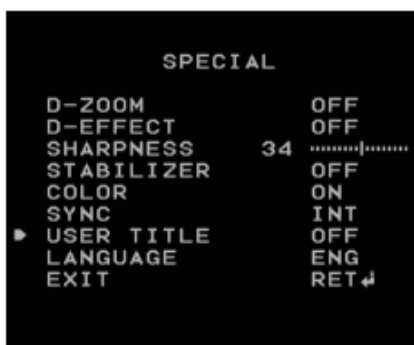 SPECIAL
D-ZOOM OFF
D-EFFECT OFF
SHARPNESS 34
STABILIZER OFF
COLOR ON
SYNC INT
USER TITLE OFF
LANGUAGE ENG
EXIT RET